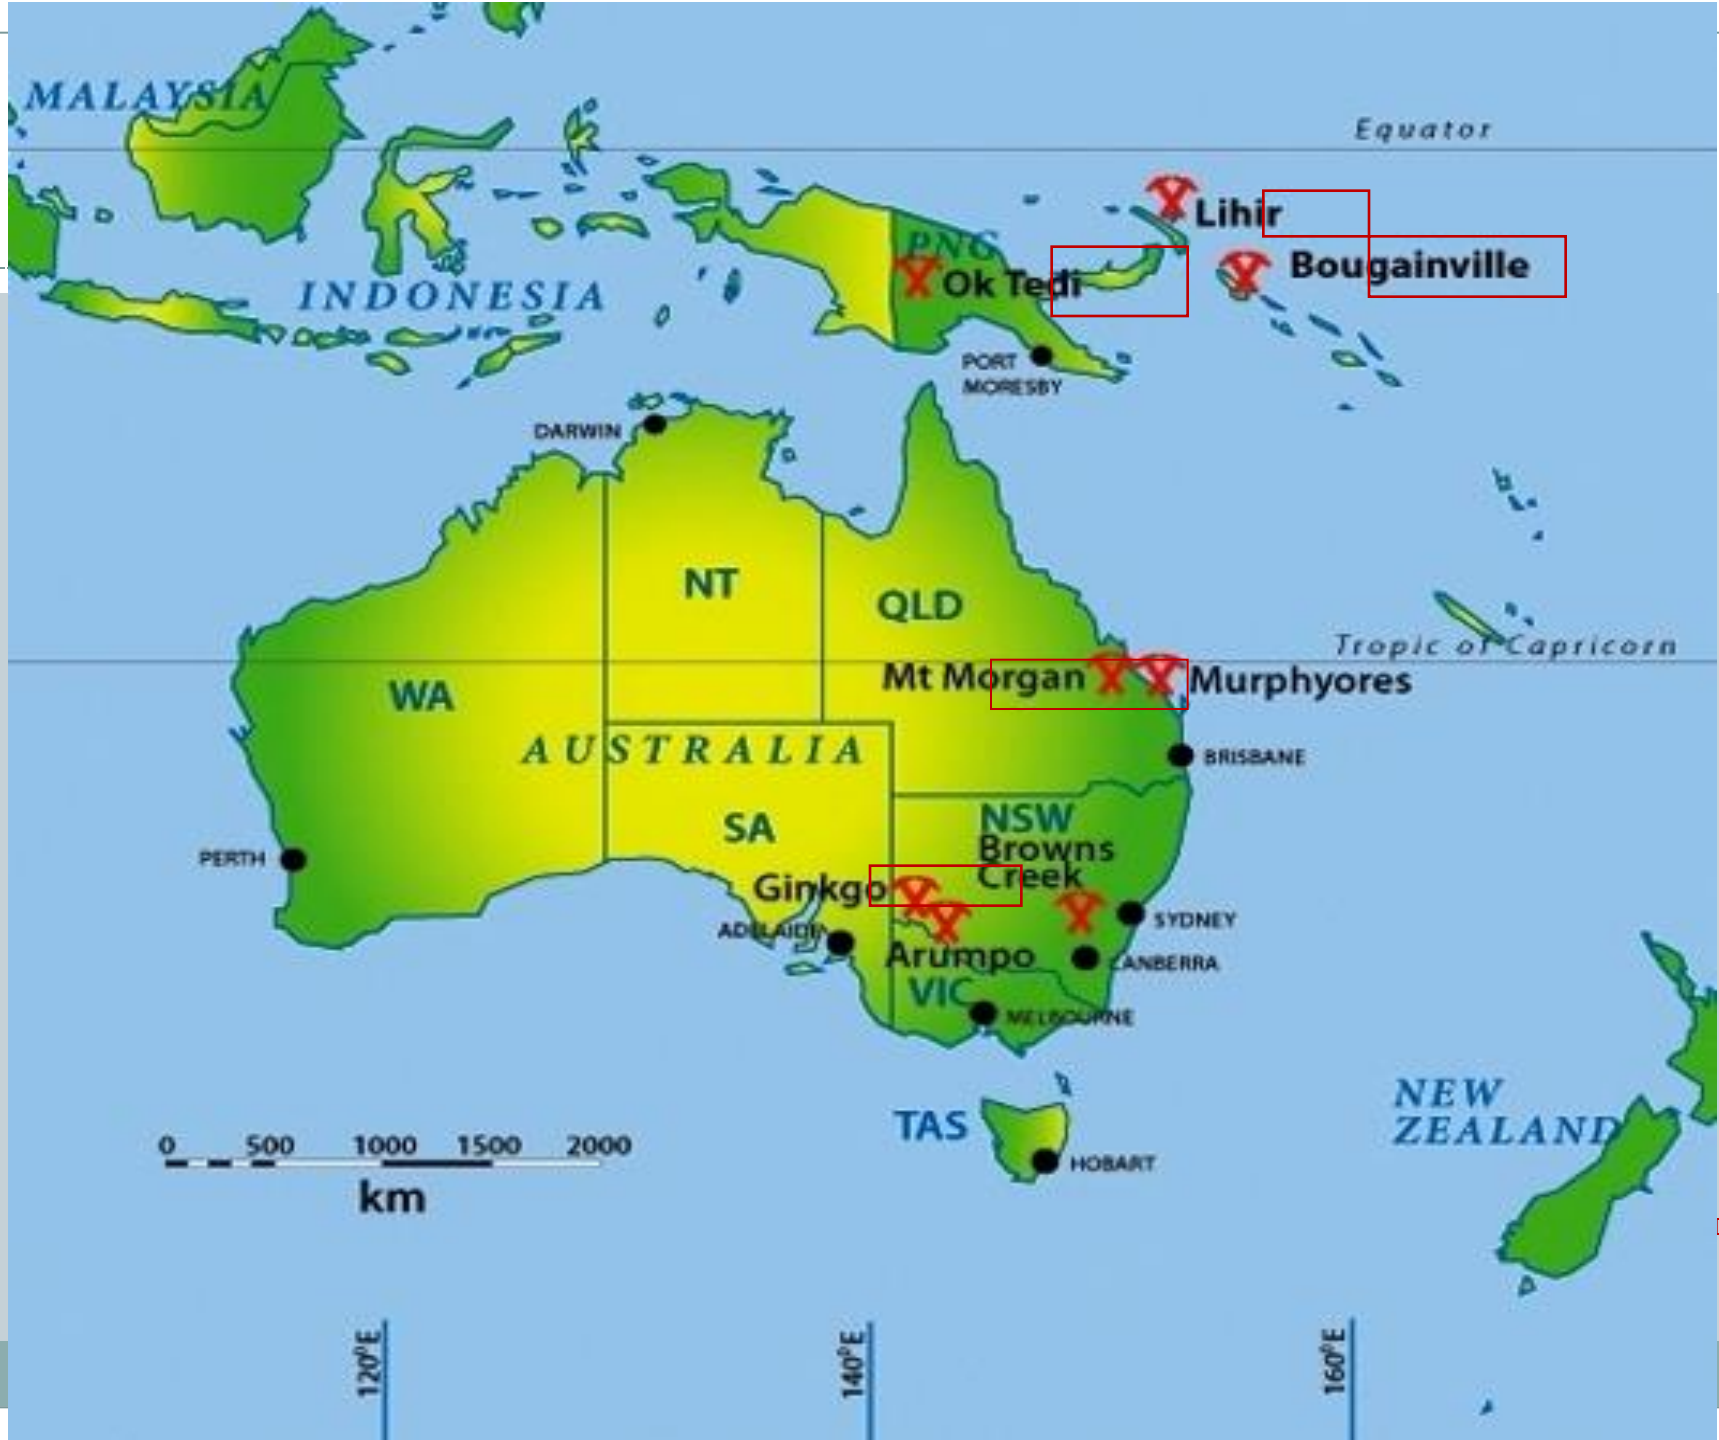 MALAYSIA
Equator
Lihir
PNG
Bougainville
Ok Tedi
INDONESIA
PORT
MORESBY
DARWIN
NT
QLD
Tropic of Capricorn
Mt Morgan
Murphyores
WA
AUSTRALIA
BRISBANE
NSW
SA
Browns
Creek
PERTH
Ginkgo
SYDNEY
ADELAIDE
Arumpo
CANBERRA
VIC
MELBOURNE
NEW
ZEALAND
TAS
0 500 1000 1500 2000
HOBART
km
120°E
140°E
160°E